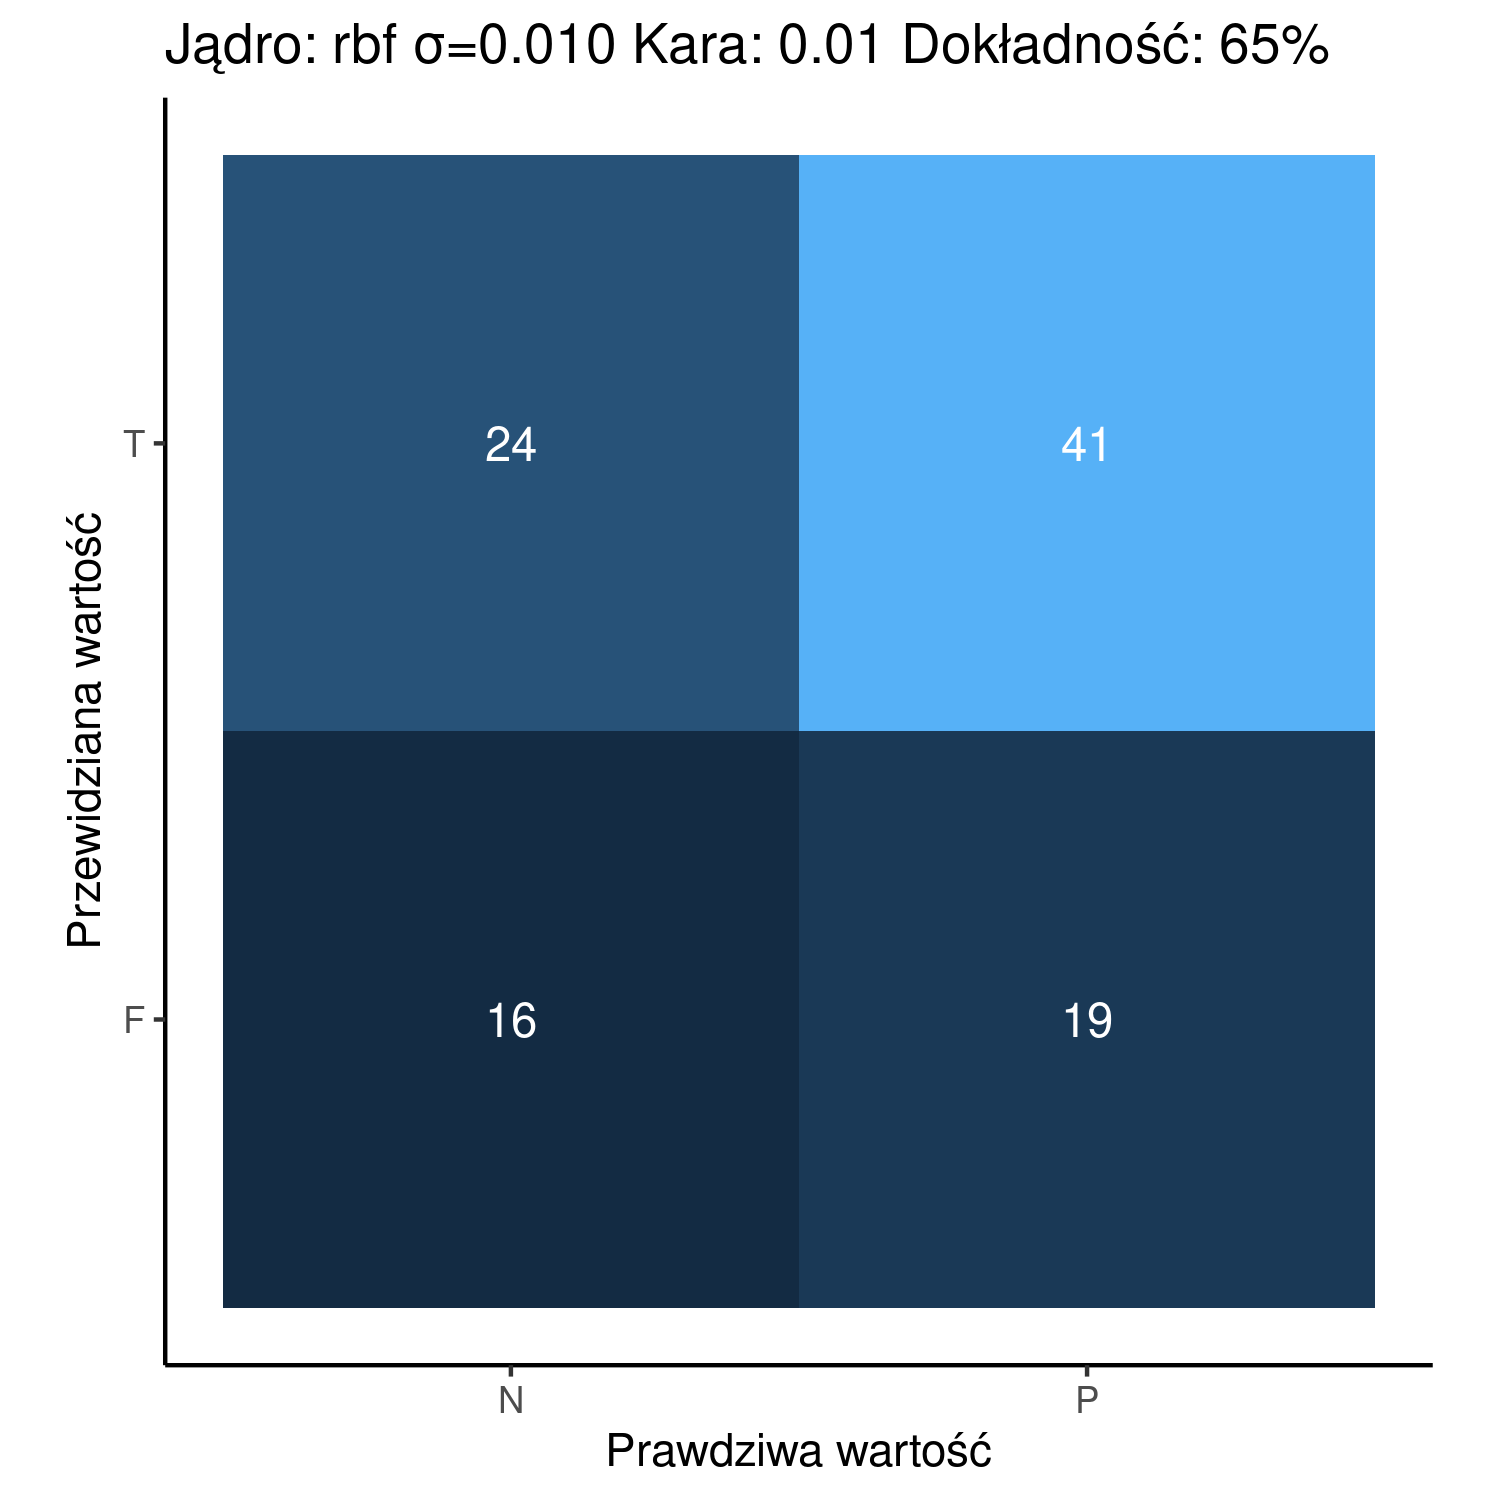 Jądro: rbf σ=0.010 Kara: 0.01 Dokładność: 65%
Przewidziana wartość
T
24
41
F
16
19
N
P
Prawdziwa wartość